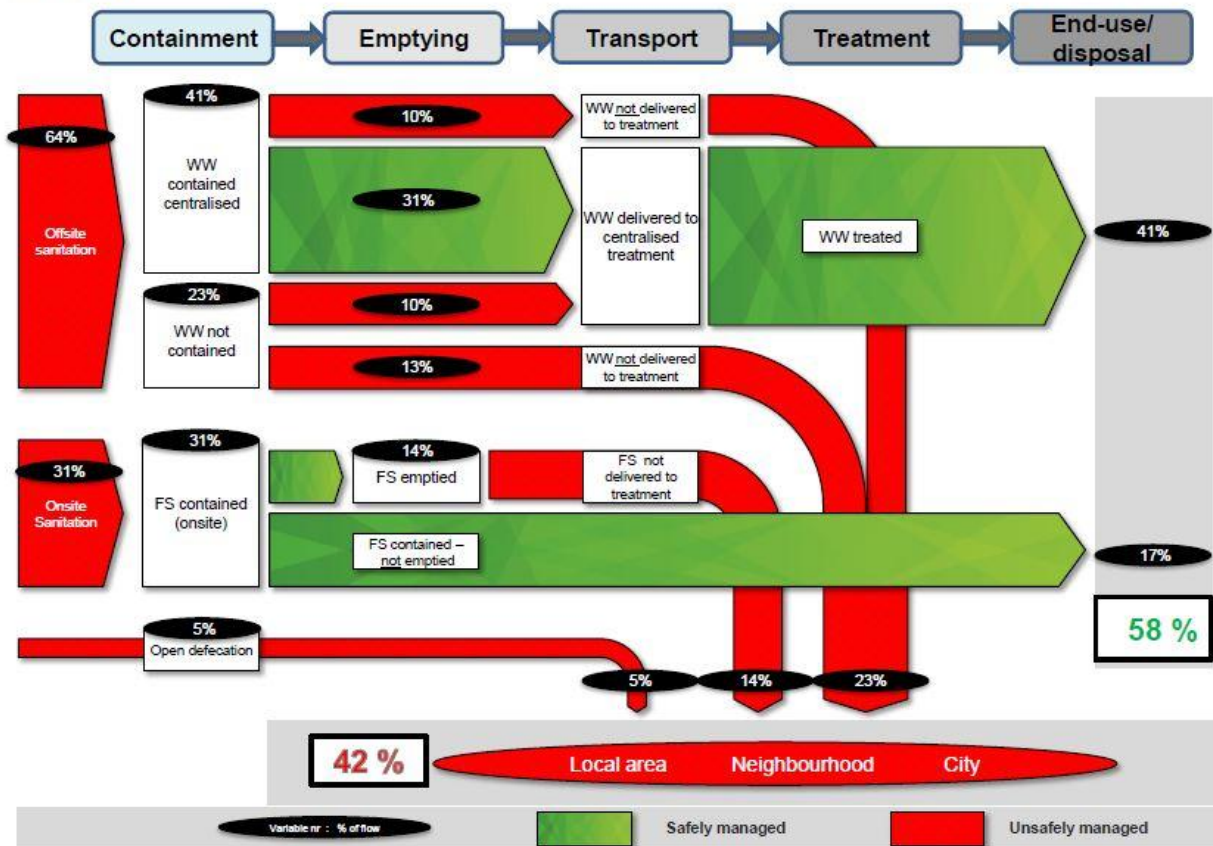 Containment
Emptying
Transport
Treatment
End-use/
disposal
64%
Offsite
sanitation
41%
WW
contained
centralised
10%
WW not delivered
to treatment
31%
WW delivered to
centralised
treatment
WW treated
41%
23%
WW not
contained
10%
13%
WW not delivered
to treatment
31%
Onsite
Sanitation
31%
FS contained
(onsite)
14%
FS emptied
FS not
delivered to
treatment
FS contained –
not emptied
17%
58 %
5%
Open defecation
5%
14%
23%
42 %
Local area
Neighbourhood
City
Variable nr : % of flow
Safely managed
Unsafely managed